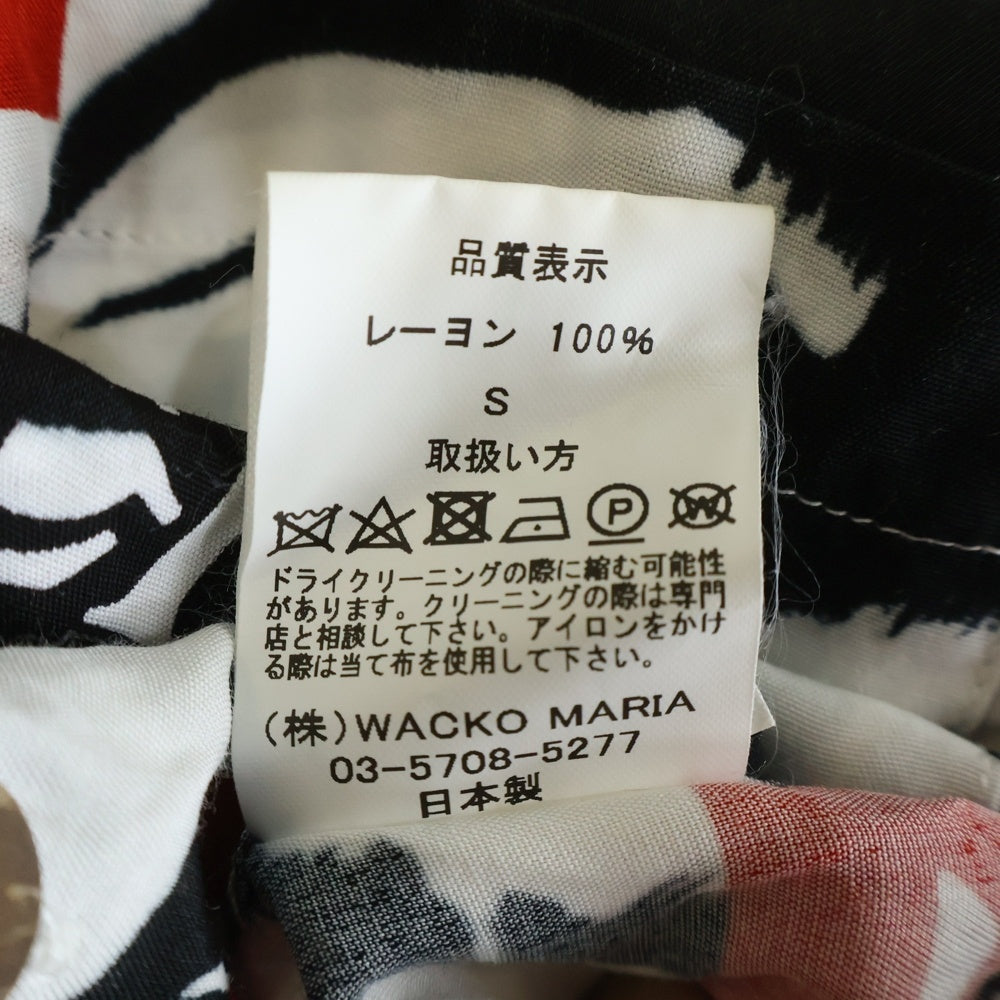 品質表示
レーヨン 100%
S
取扱い方
P W
ドライクリーニングの際に縮む可能性
があります。クリーニングの際は専門
店と相談して下さい。アイロンをかけ
る際は当て布を使用して下さい。
(株)WACKO MARIA
03-5708-5277
日本製